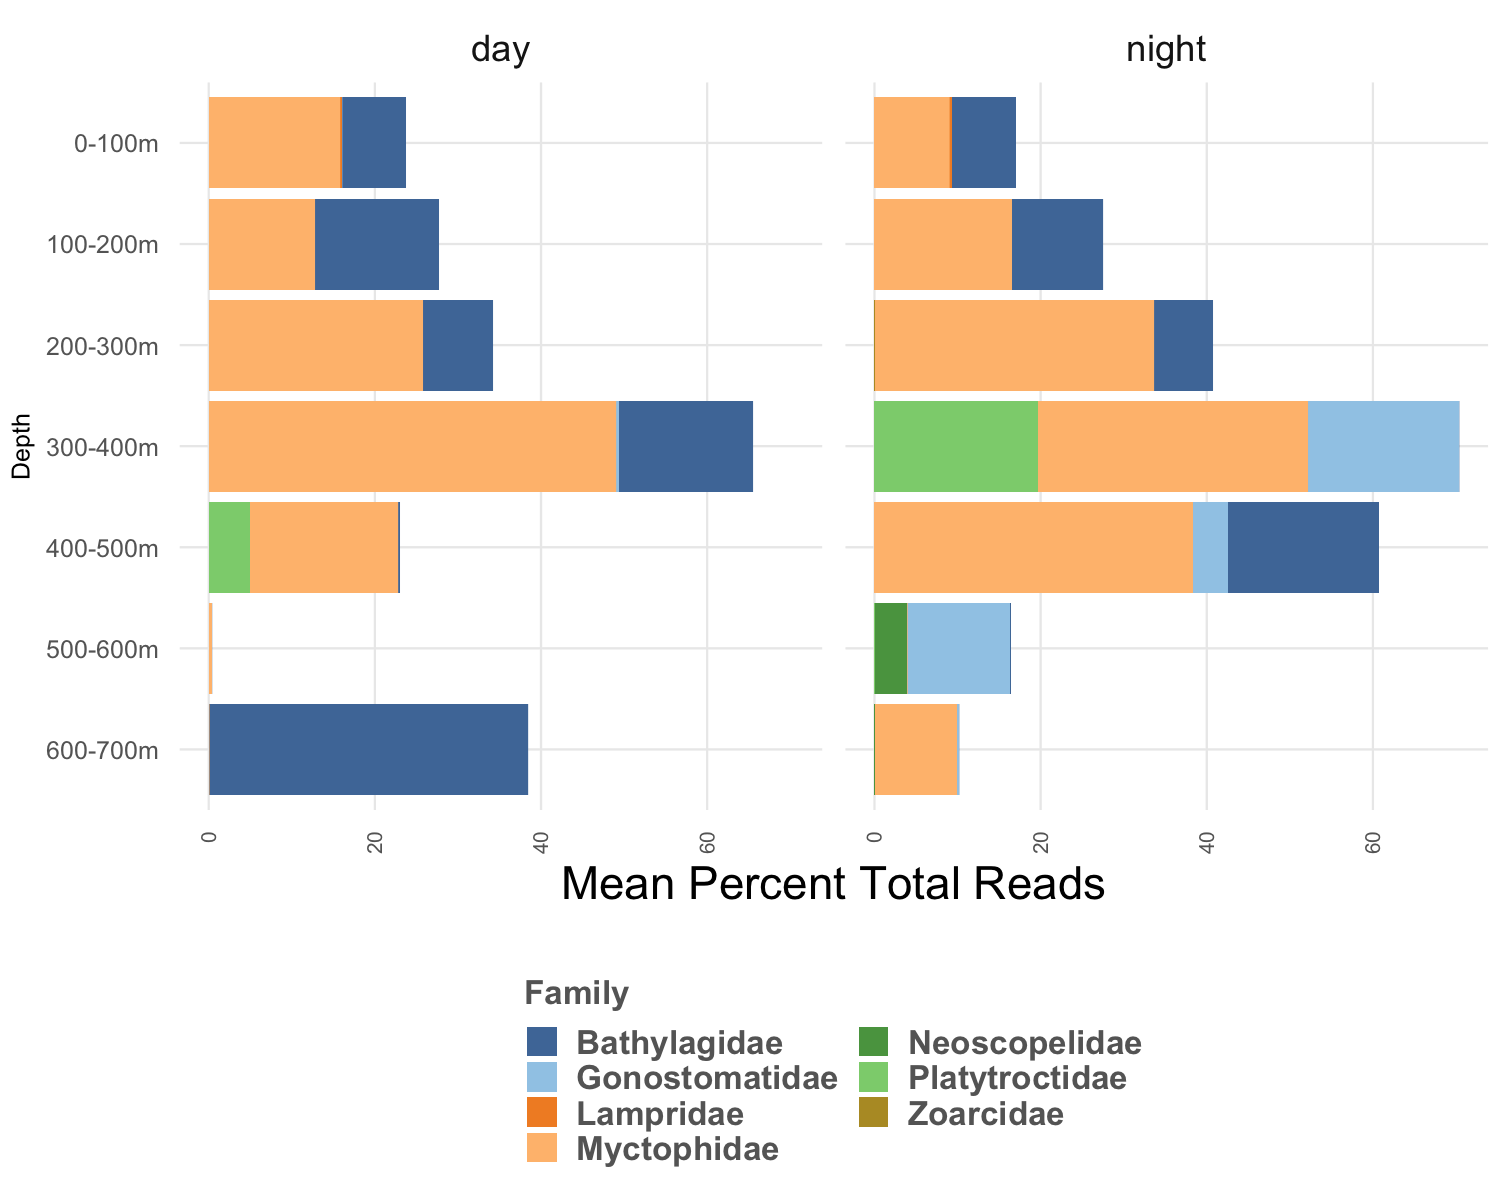 day
night
Depth
0-100m
100-200m
200-300m
300-400m
400-500m
500-600m
600-700m
0
20
40
60
0
20
40
60
Mean Percent Total Reads
Family
Bathylagidae
Gonostomatidae
Lampridae
Myctophidae
Neoscopelidae
Platytroctidae
Zoarcidae